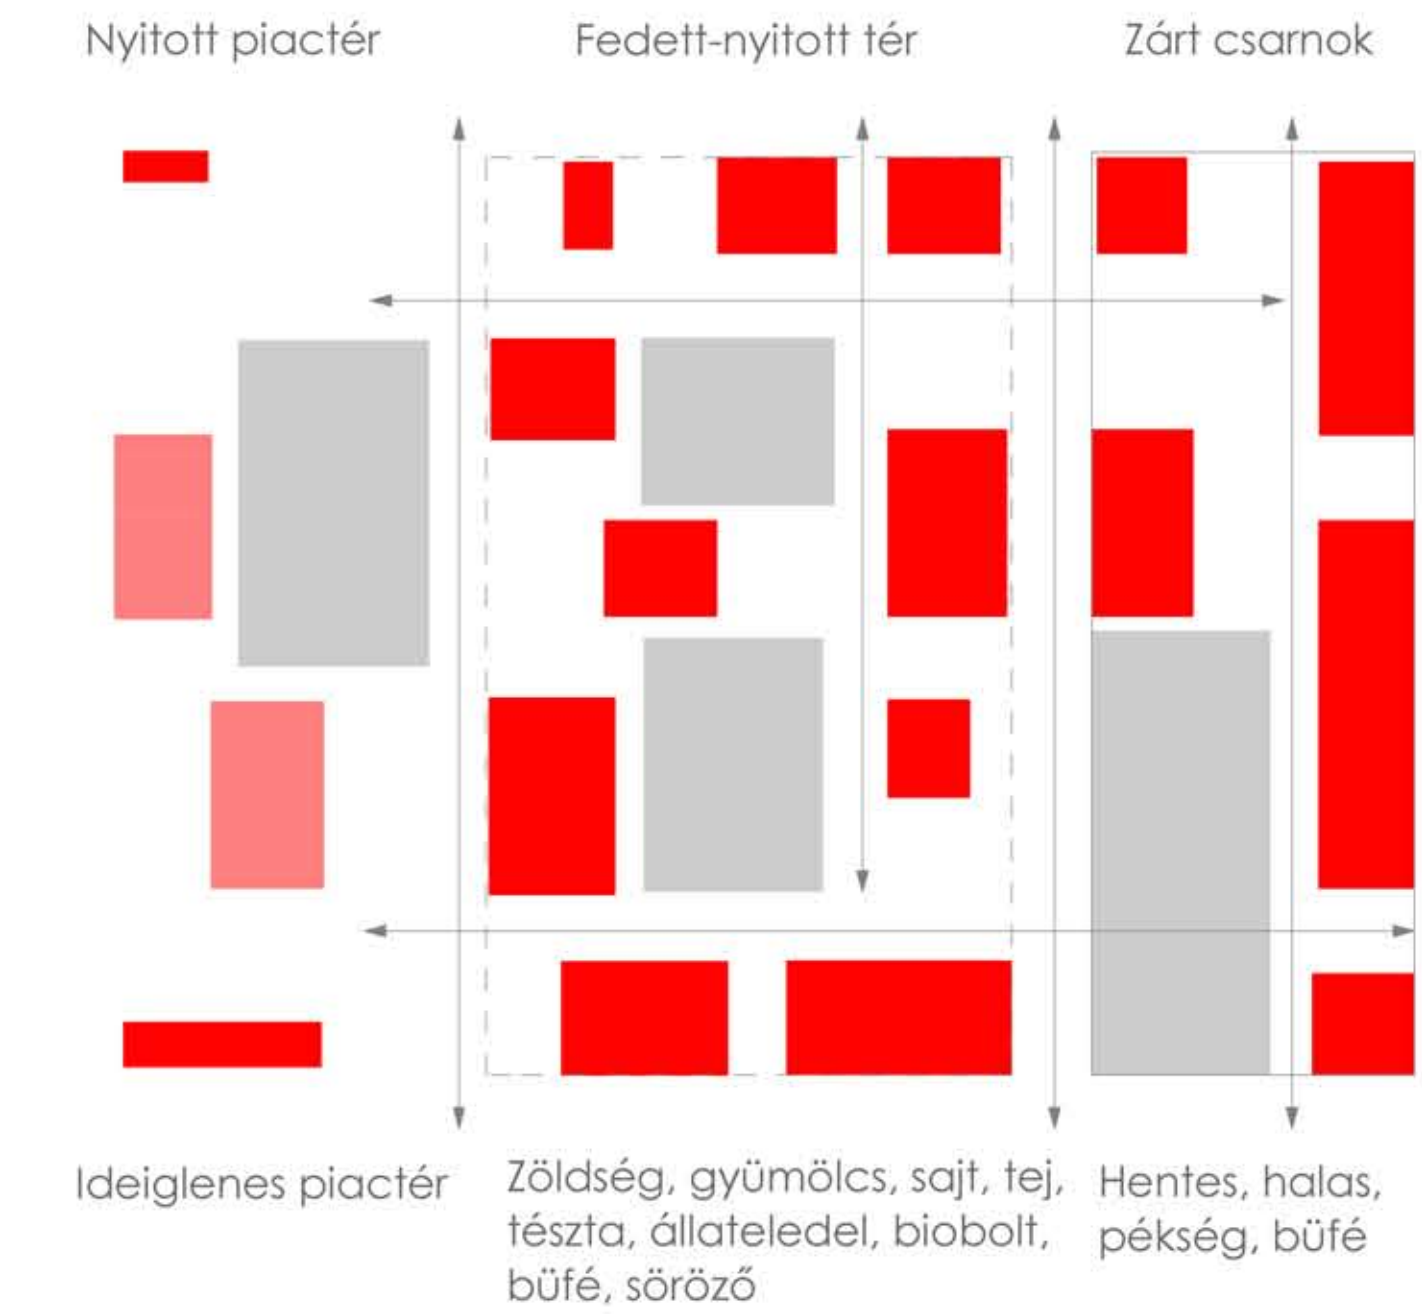 Nyitott piactér
Fedett-nyitott tér
Zárt csarnok
Ideiglenes piactér
Zöldség, gyümölcs, sajt, tej,
tészta, állateledel, biobolt,
büfé, söröző
Hentes, halas,
pékség, büfé